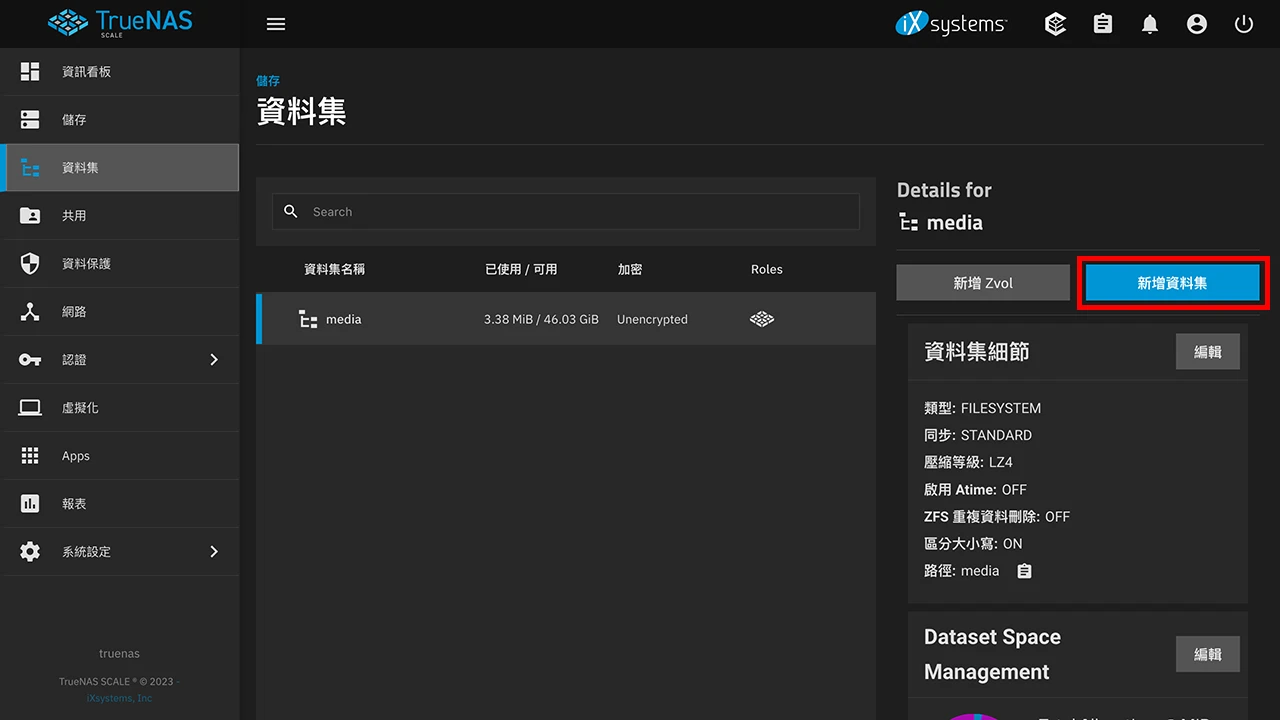 TrueNAS
SCALE
iXsystems
資訊看板
儲存
資料集
共用
資料保護
網路
認證
虛擬化
Apps
報表
系統設定
truenas
TrueNAS SCALE ® © 2023 -
iXsystems, Inc
儲存
資料集
Search
資料集名稱 已使用 / 可用 加密 Roles
media 3.38 MiB / 46.03 GiB Unencrypted
Details for
media
新增 Zvol 新增資料集
資料集細節 編輯
類型: FILESYSTEM
同步: STANDARD
壓縮等級: LZ4
啟用 Atime: OFF
ZFS 重複資料刪除: OFF
區分大小寫: ON
路徑: media
Dataset Space
Management
編輯